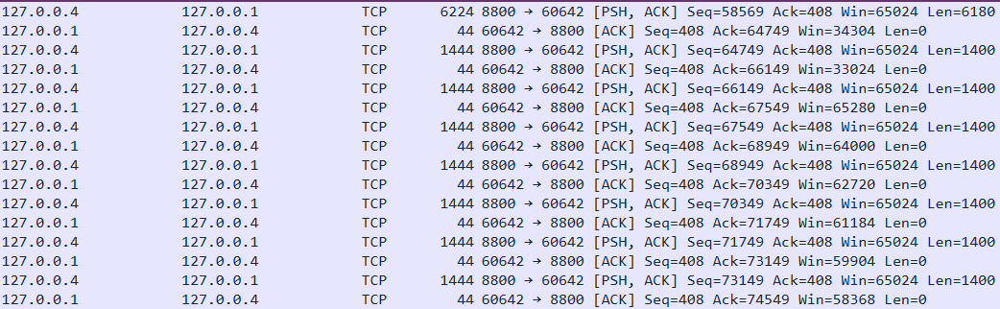 127.0.0.4 127.0.0.1 TCP 6224 8800 → 60642 [PSH, ACK] Seq=58569 Ack=408 Win=65024 Len=6180
127.0.0.1 127.0.0.4 TCP 44 60642 → 8800 [ACK] Seq=408 Ack=64749 Win=34304 Len=0
127.0.0.4 127.0.0.1 TCP 1444 8800 → 60642 [PSH, ACK] Seq=64749 Ack=408 Win=65024 Len=1400
127.0.0.1 127.0.0.4 TCP 44 60642 → 8800 [ACK] Seq=408 Ack=66149 Win=33024 Len=0
127.0.0.4 127.0.0.1 TCP 1444 8800 → 60642 [PSH, ACK] Seq=66149 Ack=408 Win=65024 Len=1400
127.0.0.1 127.0.0.4 TCP 44 60642 → 8800 [ACK] Seq=408 Ack=67549 Win=65280 Len=0
127.0.0.4 127.0.0.1 TCP 1444 8800 → 60642 [PSH, ACK] Seq=67549 Ack=408 Win=65024 Len=1400
127.0.0.1 127.0.0.4 TCP 44 60642 → 8800 [ACK] Seq=408 Ack=68949 Win=64000 Len=0
127.0.0.4 127.0.0.1 TCP 1444 8800 → 60642 [PSH, ACK] Seq=68949 Ack=408 Win=65024 Len=1400
127.0.0.1 127.0.0.4 TCP 44 60642 → 8800 [ACK] Seq=408 Ack=70349 Win=62720 Len=0
127.0.0.4 127.0.0.1 TCP 1444 8800 → 60642 [PSH, ACK] Seq=70349 Ack=408 Win=65024 Len=1400
127.0.0.1 127.0.0.4 TCP 44 60642 → 8800 [ACK] Seq=408 Ack=71749 Win=61184 Len=0
127.0.0.4 127.0.0.1 TCP 1444 8800 → 60642 [PSH, ACK] Seq=71749 Ack=408 Win=65024 Len=1400
127.0.0.1 127.0.0.4 TCP 44 60642 → 8800 [ACK] Seq=408 Ack=73149 Win=59904 Len=0
127.0.0.4 127.0.0.1 TCP 1444 8800 → 60642 [PSH, ACK] Seq=73149 Ack=408 Win=65024 Len=1400
127.0.0.1 127.0.0.4 TCP 44 60642 → 8800 [ACK] Seq=408 Ack=74549 Win=58368 Len=0